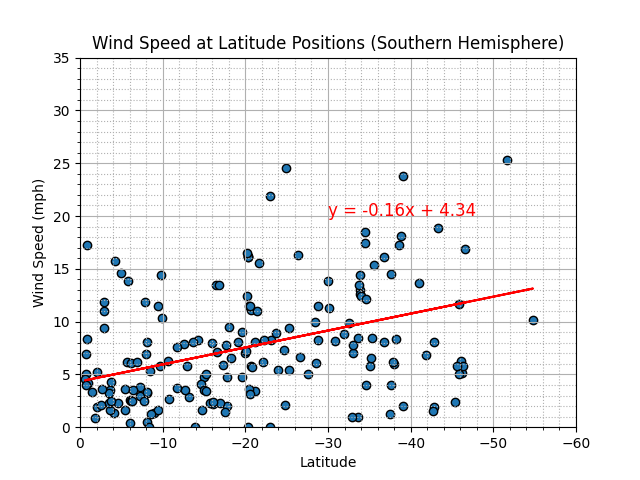 Wind Speed at Latitude Positions (Southern Hemisphere)
35
30
25
20
15
10
5
0
Wind Speed (mph)
y = -0.16x + 4.34
0 −10 −20 −30 −40 −50 −60
Latitude